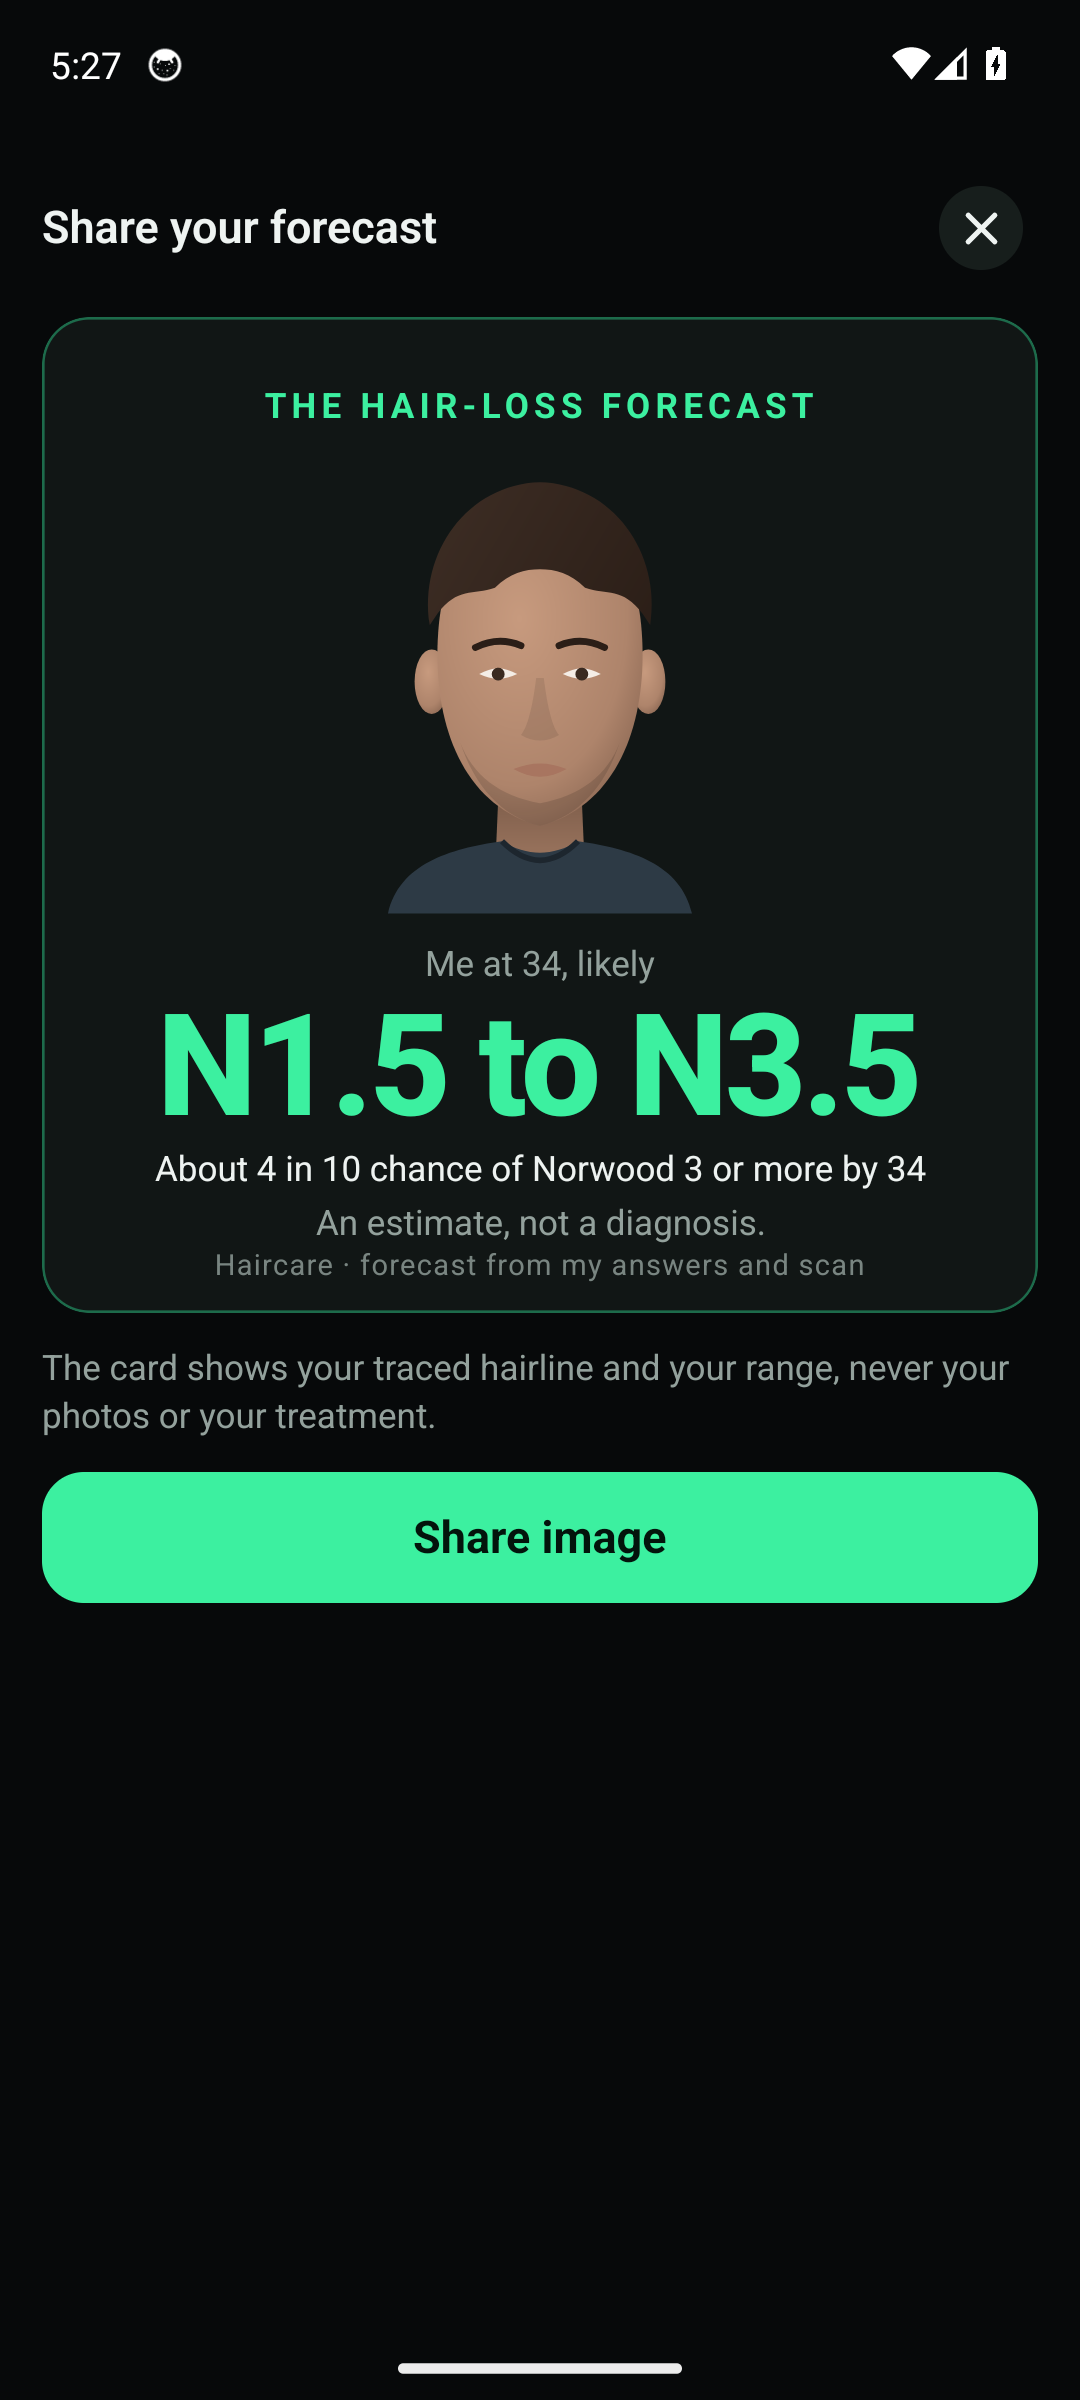 5:27
Share your forecast
THE HAIR-LOSS FORECAST
Me at 34, likely
N1.5 to N3.5
About 4 in 10 chance of Norwood 3 or more by 34
An estimate, not a diagnosis.
Haircare · forecast from my answers and scan
The card shows your traced hairline and your range, never your
photos or your treatment.
Share image